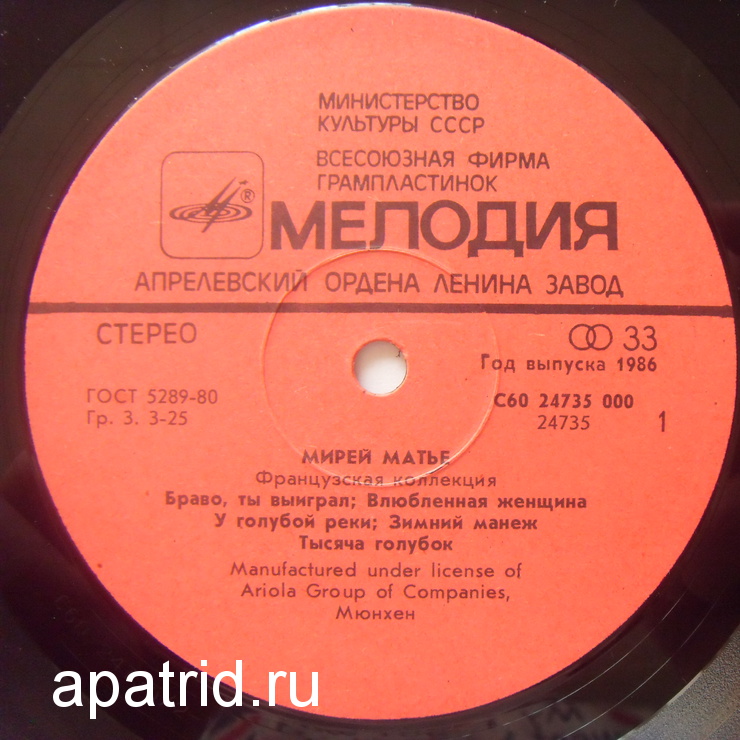 МИНИСТЕРСТВО
КУЛЬТУРЫ СССР
ВСЕСОЮЗНАЯ ФИРМА
ГРАМПЛАСТИНОК
®
МЕЛОДИЯ
АПРЕЛЕВСКИЙ ОРДЕНА ЛЕНИНА ЗАВОД
СТЕРЕО
33
Год выпуска 1986
ГОСТ 5289-80
Гр. 3. 3-25
С60 24735 000
24735
1
МИРЕЙ МАТЬЕ
Французская коллекция
Браво, ты выиграл; Влюбленная женщина
У голубой реки; Зимний манеж
Тысяча голубок
Manufactured under license of
Ariola Group of Companies,
Мюнхен
apatrid.ru